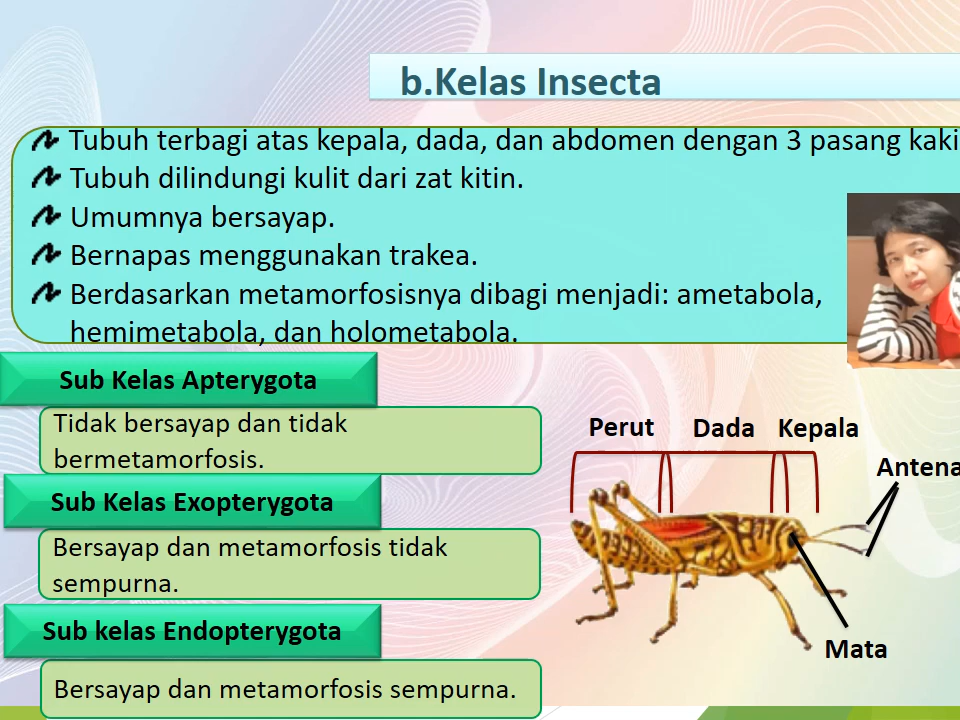 b.Kelas Insecta
Tubuh terbagi atas kepala, dada, dan abdomen dengan 3 pasang kaki
Tubuh dilindungi kulit dari zat kitin.
Umumnya bersayap.
Bernapas menggunakan trakea.
Berdasarkan metamorfosisnya dibagi menjadi: ametabola,
hemimetabola, dan holometabola.
Sub Kelas Apterygota
Tidak bersayap dan tidak
bermetamorfosis.
Sub Kelas Exopterygota
Bersayap dan metamorfosis tidak
sempurna.
Sub kelas Endopterygota
Bersayap dan metamorfosis sempurna.
Perut Dada Kepala
Antena
Mata